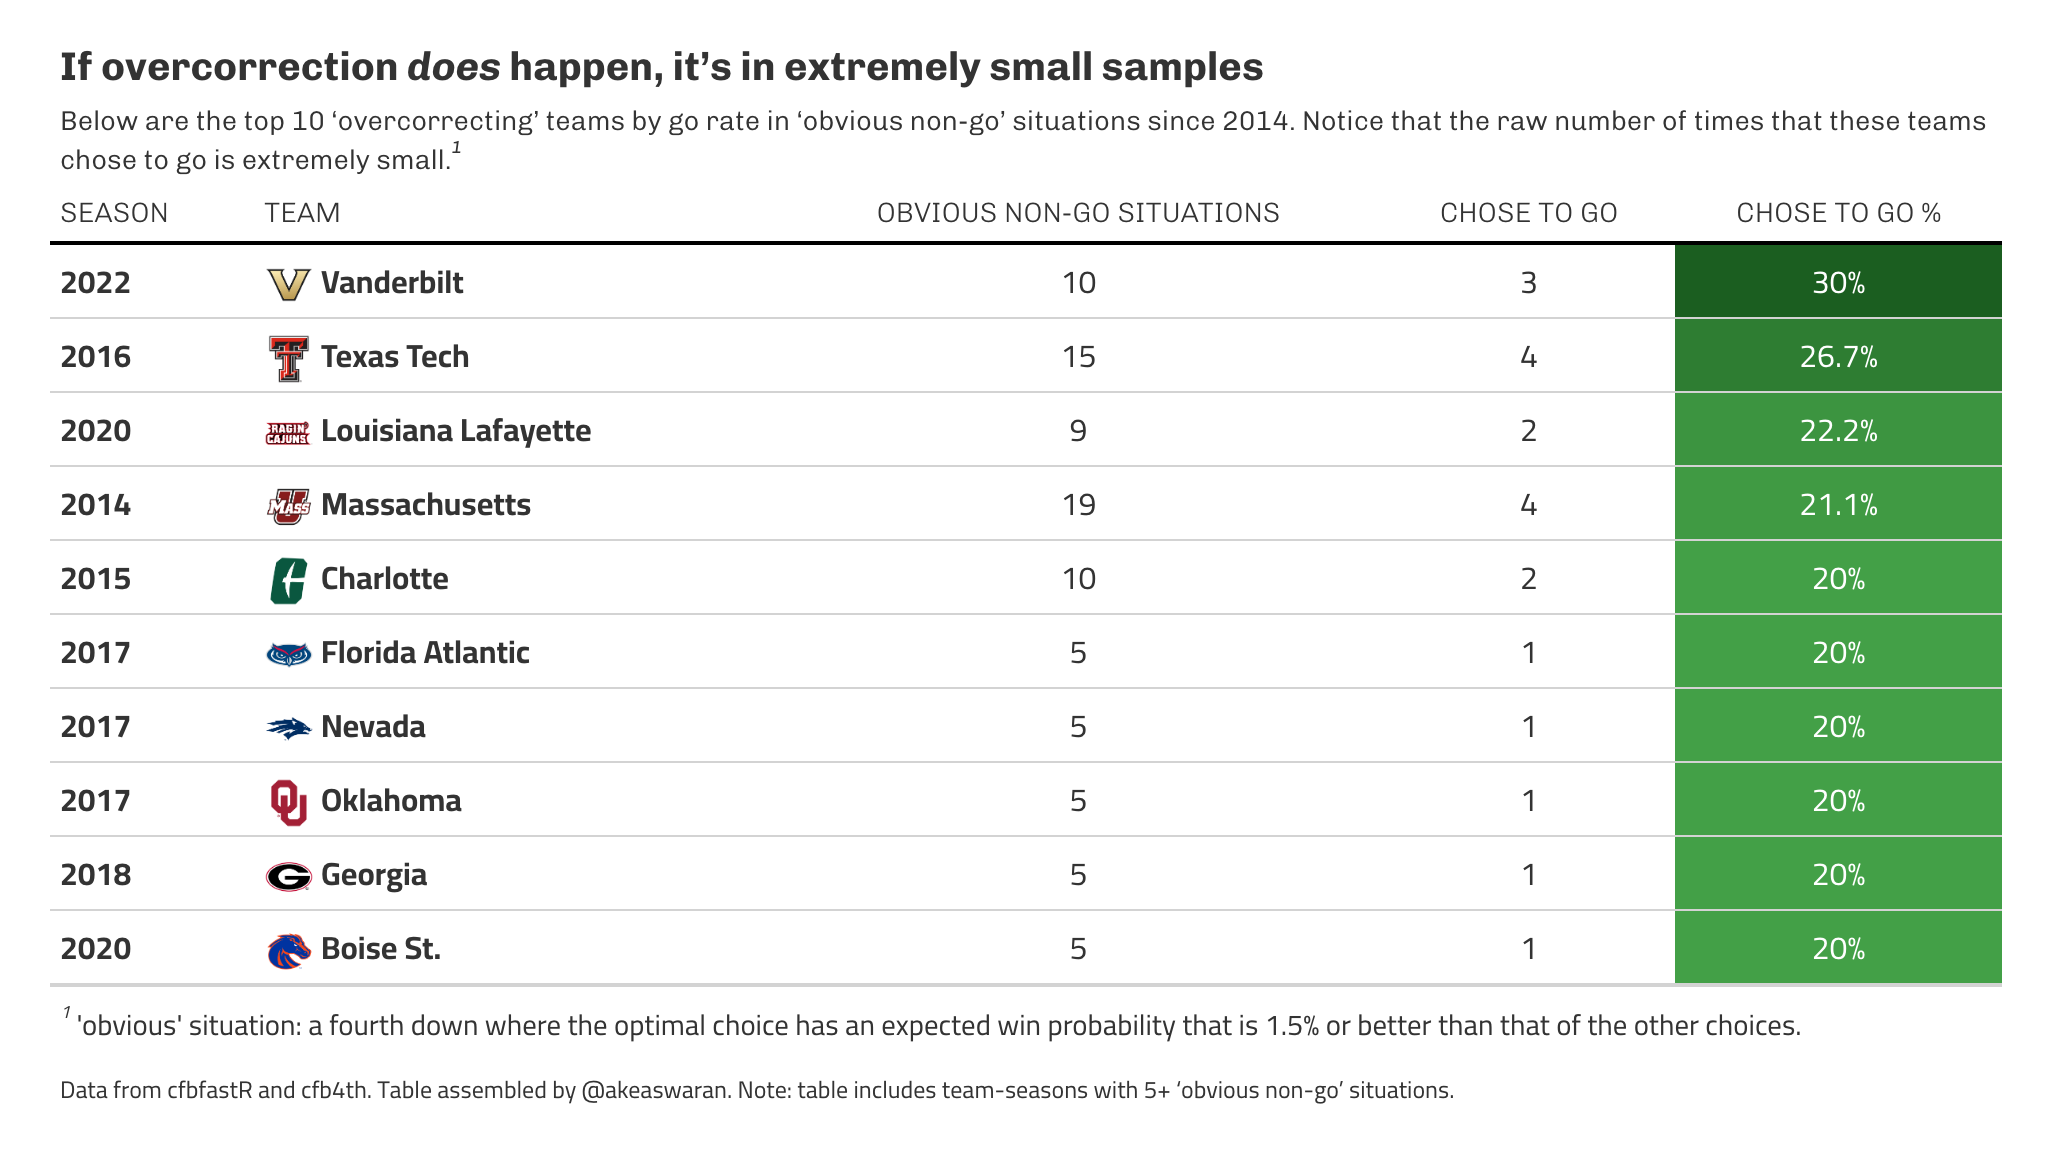 If overcorrection does happen, it’s in extremely small samples
Below are the top 10 ‘overcorrecting’ teams by go rate in ‘obvious non-go’ situations since 2014. Notice that the raw number of times that these teams
chose to go is extremely small.1
SEASON TEAM OBVIOUS NON-GO SITUATIONS CHOSE TO GO CHOSE TO GO %
2022 V Vanderbilt 10 3 30%
2016 T Texas Tech 15 4 26.7%
2020 RAGIN' CAJUNS Louisiana Lafayette 9 2 22.2%
2014 U MASS Massachusetts 19 4 21.1%
2015 C Charlotte 10 2 20%
2017 Florida Atlantic 5 1 20%
2017 Nevada 5 1 20%
2017 OU Oklahoma 5 1 20%
2018 G Georgia 5 1 20%
2020 Boise St. 5 1 20%
1 'obvious' situation: a fourth down where the optimal choice has an expected win probability that is 1.5% or better than that of the other choices.
Data from cfbfastR and cfb4th. Table assembled by @akeaswaran. Note: table includes team-seasons with 5+ ‘obvious non-go’ situations.